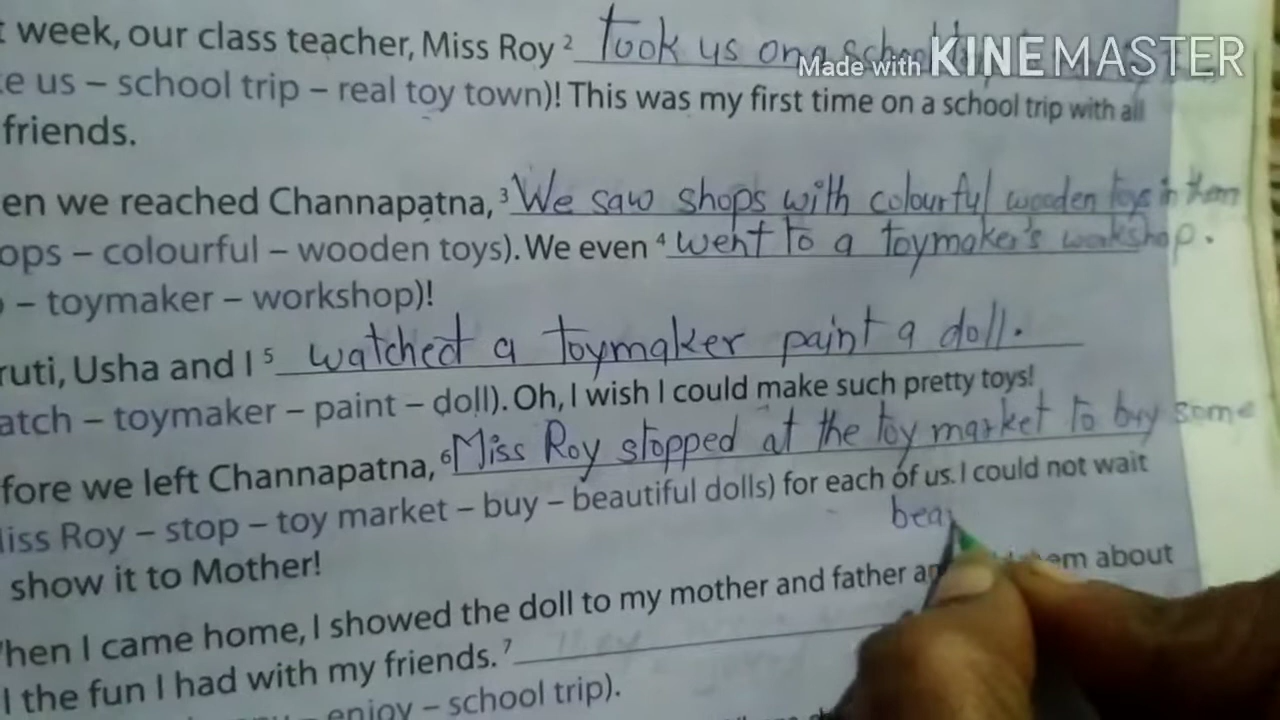 week, our class teacher, Miss Roy ² took us on a school
us – school trip – real toy town)! This was my first time on a school trip with all
friends.
en we reached Channapatna, ³ We saw shops with colourful wooden toys in them
ops – colourful – wooden toys). We even ⁴ went to a toymaker's workshop.
– toymaker – workshop)!
ruti, Usha and I ⁵ watched a toymaker paint a doll.
atch – toymaker – paint – doll). Oh, I wish I could make such pretty toys!
fore we left Channapatna, ⁶ Miss Roy stopped at the toy market to buy some
liss Roy – stop – toy market – buy – beautiful dolls) for each of us. I could not wait
bea
show it to Mother!
hen I came home, I showed the doll to my mother and father about
l the fun I had with my friends. ⁷
enjoy – school trip).
Made with KINEMASTER